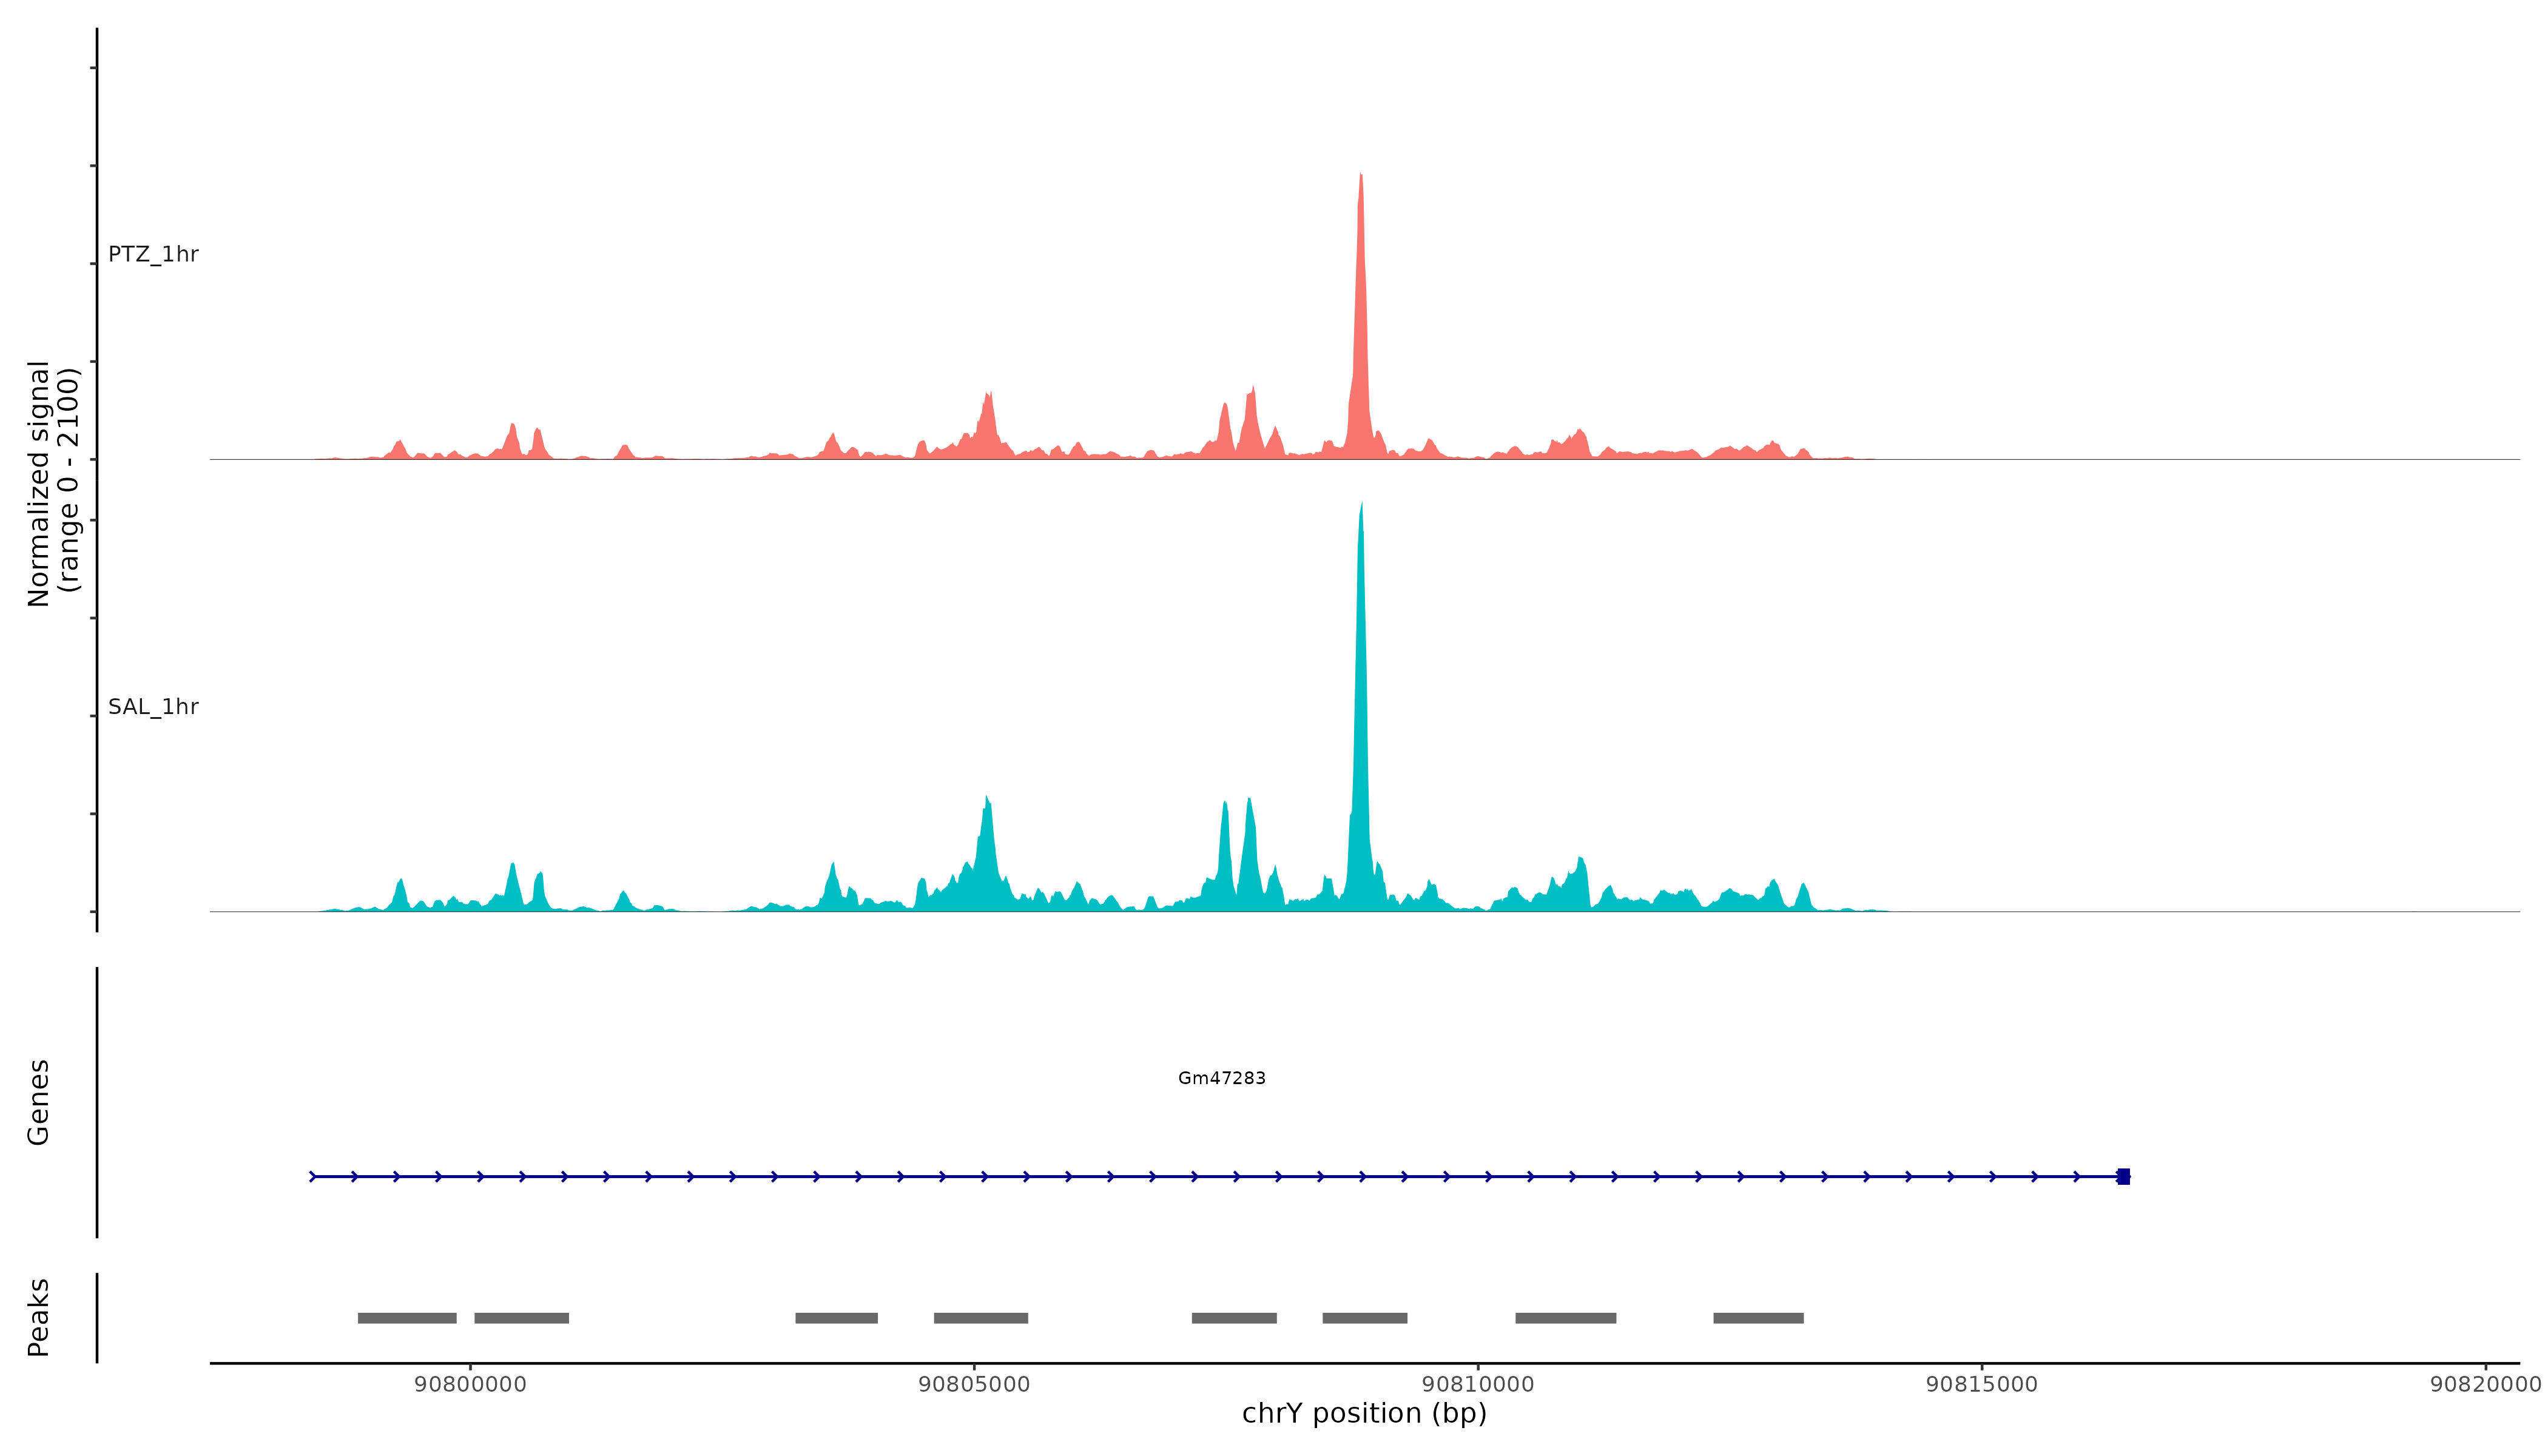 Normalized signal
(range 0 - 2100)
PTZ_1hr
SAL_1hr
Genes
Gm47283
Peaks
90800000
90805000
90810000
90815000
90820000
chrY position (bp)